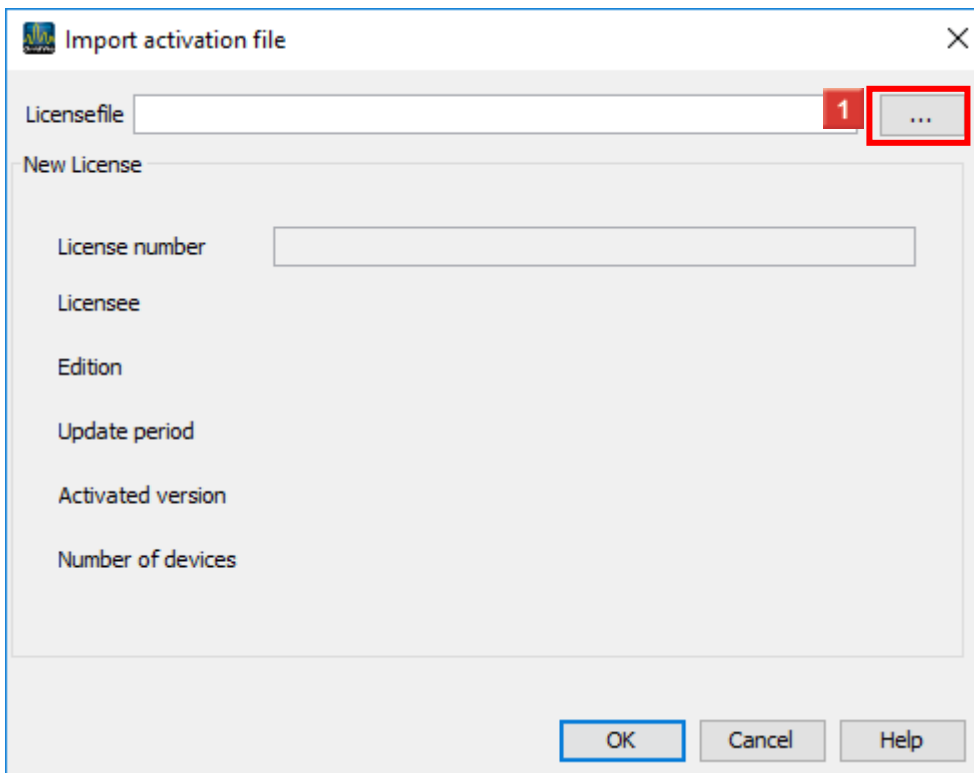 Import activation file
Licensefile 1 ...
New License
License number
Licensee
Edition
Update period
Activated version
Number of devices
OK Cancel Help